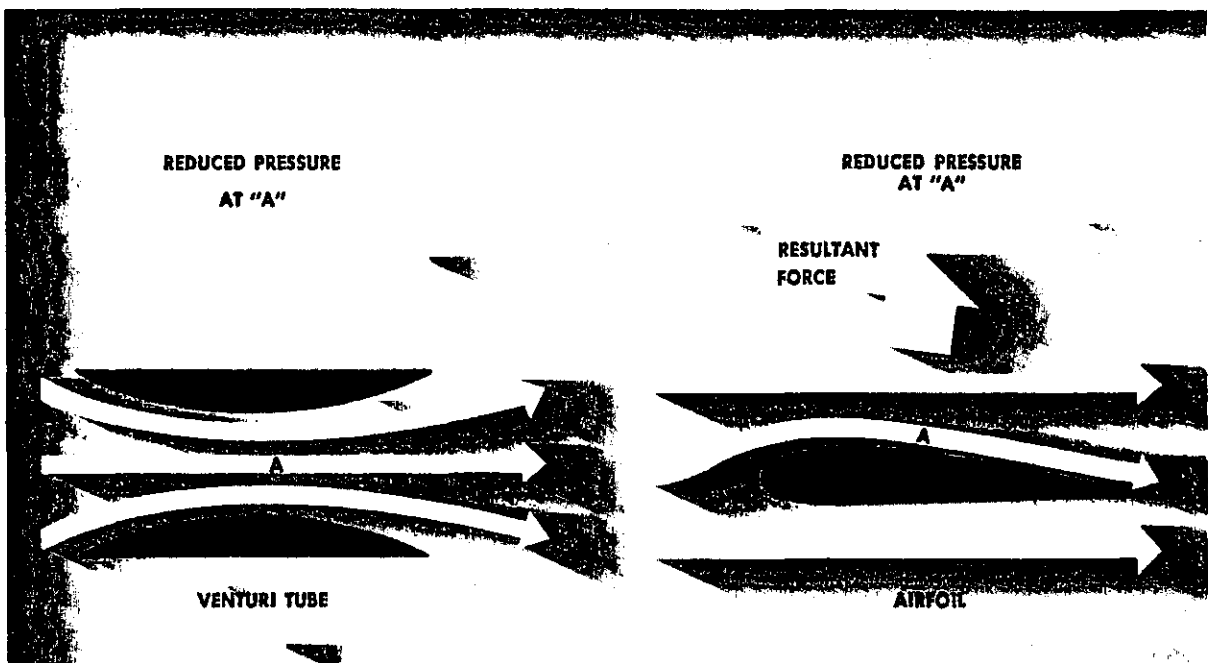 REDUCED PRESSURE
AT "A"
A
VENTURI TUBE
REDUCED PRESSURE
AT "A"
RESULTANT
FORCE
A
AIRFOIL